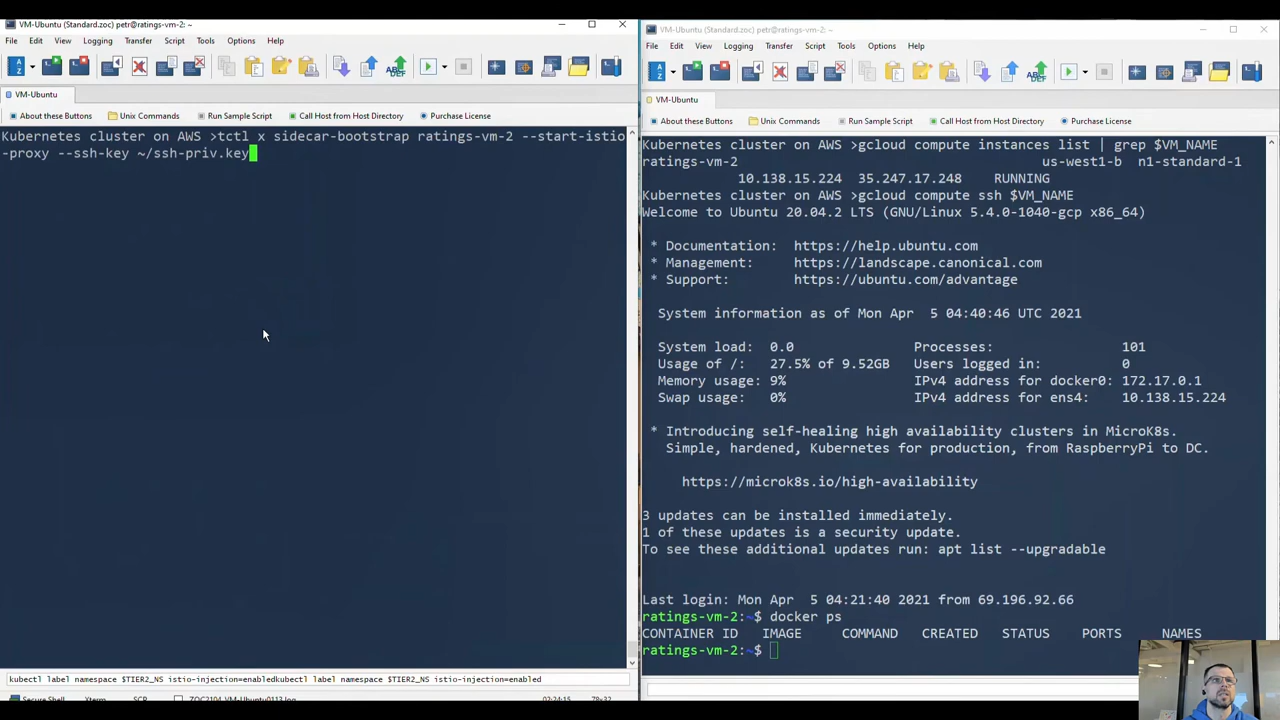 VM-Ubuntu (Standard.zoc) petr@ratings-vm-2: ~
File Edit View Logging Transfer Script Tools Options Help
VM-Ubuntu
About these Buttons Unix Commands Run Sample Script Call Host from Host Directory Purchase License
Kubernetes cluster on AWS >tctl x sidecar-bootstrap ratings-vm-2 --start-istio
-proxy --ssh-key ~/ssh-priv.key
kubectl label namespace $TIER2_NS istio-injection=enabledkubectl label namespace $TIER2_NS istio-injection=enabled
Secure Shell Xterm SCP ZOC2104_VM-Ubuntu0113.log 78x32
VM-Ubuntu (Standard.zoc) petr@ratings-vm-2: ~
File Edit View Logging Transfer Script Tools Options Help
VM-Ubuntu
About these Buttons Unix Commands Run Sample Script Call Host from Host Directory Purchase License
Kubernetes cluster on AWS >gcloud compute instances list | grep $VM_NAME
ratings-vm-2 us-west1-b n1-standard-1
10.138.15.224 35.247.17.248 RUNNING
Kubernetes cluster on AWS >gcloud compute ssh $VM_NAME
Welcome to Ubuntu 20.04.2 LTS (GNU/Linux 5.4.0-1040-gcp x86_64)
* Documentation: https://help.ubuntu.com
* Management: https://landscape.canonical.com
* Support: https://ubuntu.com/advantage
System information as of Mon Apr 5 04:40:46 UTC 2021
System load: 0.0 Processes: 101
Usage of /: 27.5% of 9.52GB Users logged in: 0
Memory usage: 9% IPv4 address for docker0: 172.17.0.1
Swap usage: 0% IPv4 address for ens4: 10.138.15.224
* Introducing self-healing high availability clusters in MicroK8s.
Simple, hardened, Kubernetes for production, from RaspberryPi to DC.
https://microk8s.io/high-availability
3 updates can be installed immediately.
1 of these updates is a security update.
To see these additional updates run: apt list --upgradable
Last login: Mon Apr 5 04:21:40 2021 from 69.196.92.66
ratings-vm-2:~$ docker ps
CONTAINER ID IMAGE COMMAND CREATED STATUS PORTS NAMES
ratings-vm-2:~$